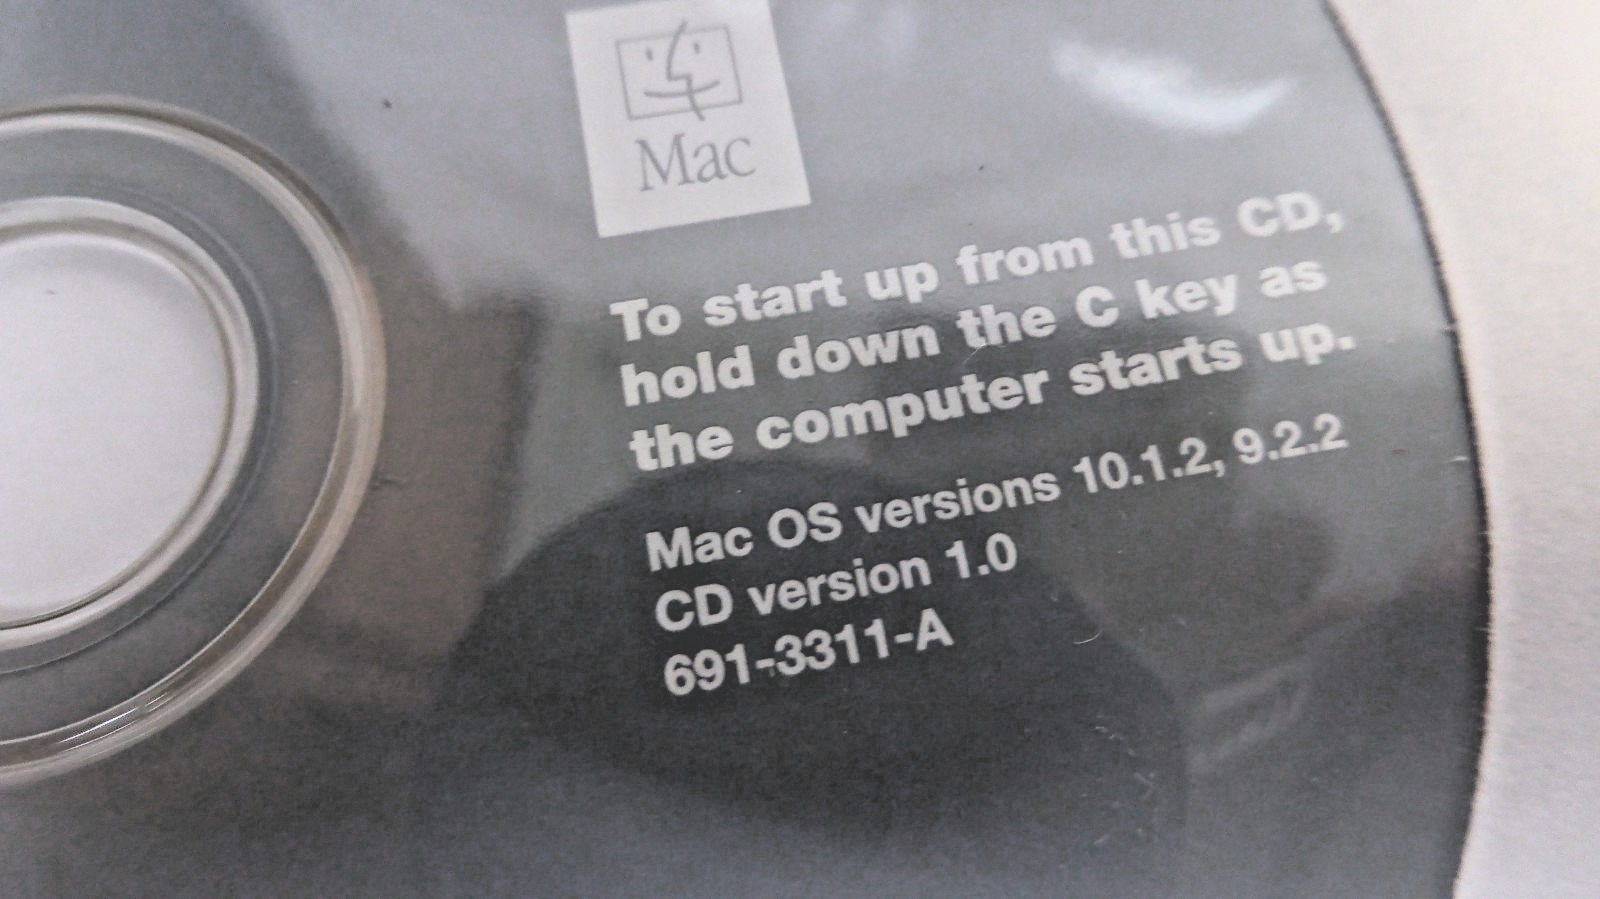 Mac
To start up from this CD,
hold down the C key as
the computer starts up.
Mac OS versions 10.1.2, 9.2.2
CD version 1.0
691-3311-A